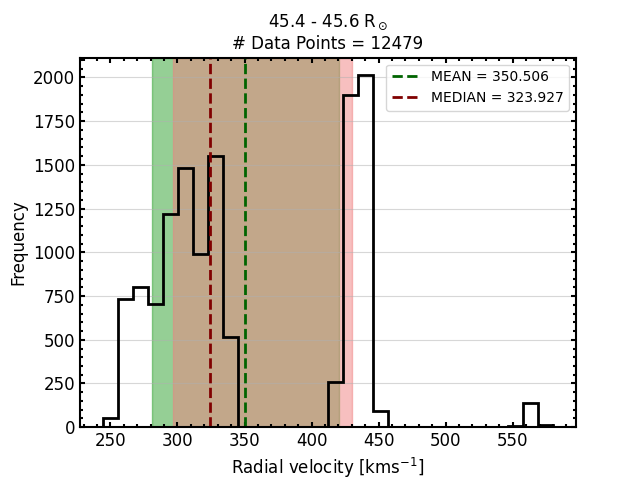 45.4 - 45.6 R⊙
# Data Points = 12479
MEAN = 350.506
MEDIAN = 323.927
Frequency
2000
1750
1500
1250
1000
750
500
250
0
250 300 350 400 450 500 550
Radial velocity [kms⁻¹]